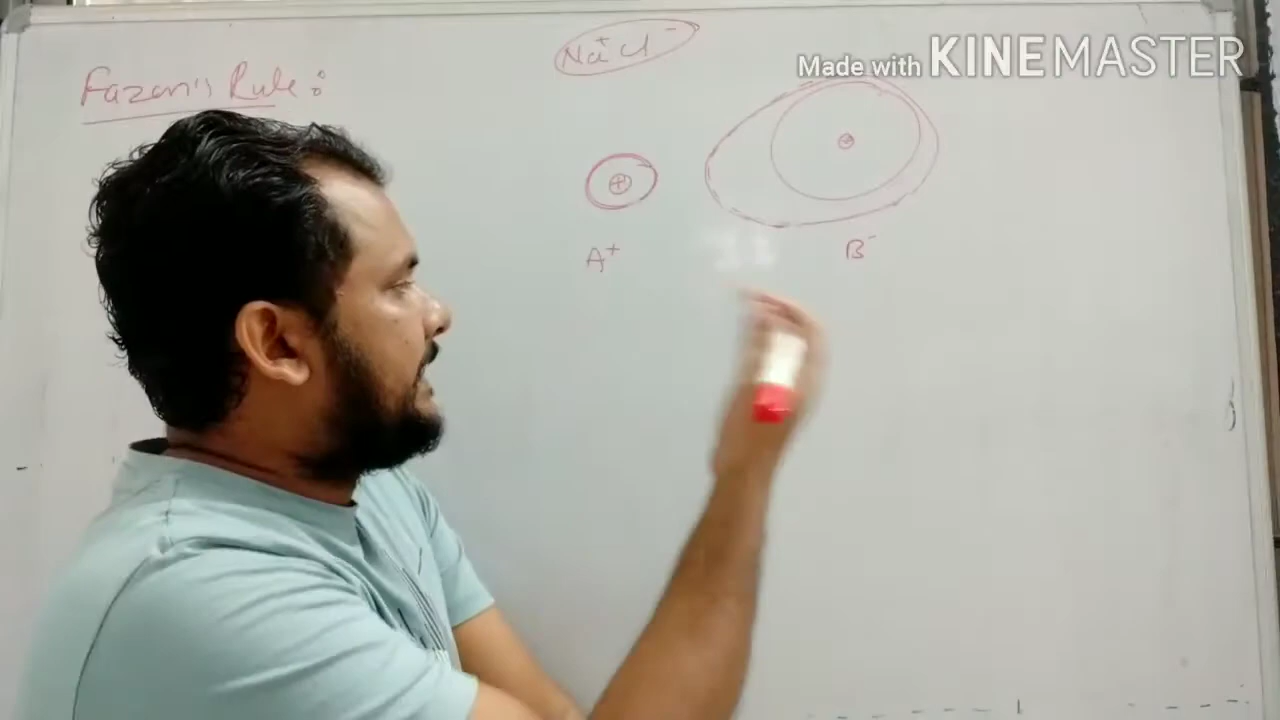 Na⁺Cl⁻
Made with KINEMASTER
Fazan's Rule :
+
+
A⁺
B⁻